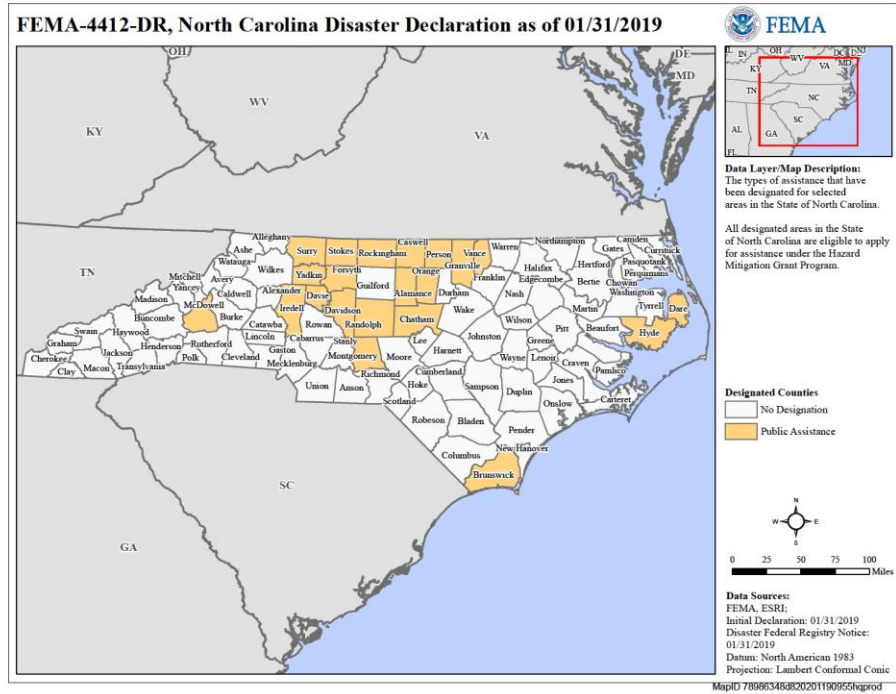 FEMA-4412-DR, North Carolina Disaster Declaration as of 01/31/2019
FEMA
OH
DE
MD
WV
KY
VA
TN
Alleghany
Ashe
Surry
Stokes
Rockingham
Caswell
Person
Vance
Granville
Warren
Northampton
Gates
Camden
Currituck
Pasquotank
Perquimans
Chowan
Hertford
Halifax
Bertie
Watauga
Wilkes
Yadkin
Forsyth
Guilford
Orange
Alamance
Durham
Franklin
Nash
Edgecombe
Martin
Washington
Tyrrell
Dare
Mitchell
Yancey
Avery
Caldwell
Alexander
Iredell
Davie
Davidson
Randolph
Chatham
Wake
Wilson
Pitt
Beaufort
Hyde
Madison
McDowell
Burke
Catawba
Rowan
Buncombe
Haywood
Swain
Graham
Cherokee
Clay
Macon
Jackson
Transylvania
Henderson
Polk
Rutherford
Cleveland
Lincoln
Gaston
Mecklenburg
Cabarrus
Stanly
Montgomery
Moore
Lee
Harnett
Johnston
Greene
Wayne
Lenoir
Craven
Pamlico
Jones
Carteret
Union
Anson
Richmond
Scotland
Hoke
Cumberland
Sampson
Duplin
Onslow
Robeson
Bladen
Pender
New Hanover
Columbus
Brunswick
SC
GA
IL
IN
OH
WV
DC
DE
NJ
KY
VA
MD
TN
NC
SC
AL
GA
FL
Data Layer/Map Description:
The types of assistance that have
been designated for selected
areas in the State of North Carolina.
All designated areas in the State
of North Carolina are eligible to apply
for assistance under the Hazard
Mitigation Grant Program.
Designated Counties
No Designation
Public Assistance
N
W
E
S
0 25 50 75 100
Miles
Data Sources:
FEMA, ESRI;
Initial Declaration: 01/31/2019
Disaster Federal Registry Notice:
01/31/2019
Datum: North American 1983
Projection: Lambert Conformal Conic
MapID 78986348d820201190955hqprod